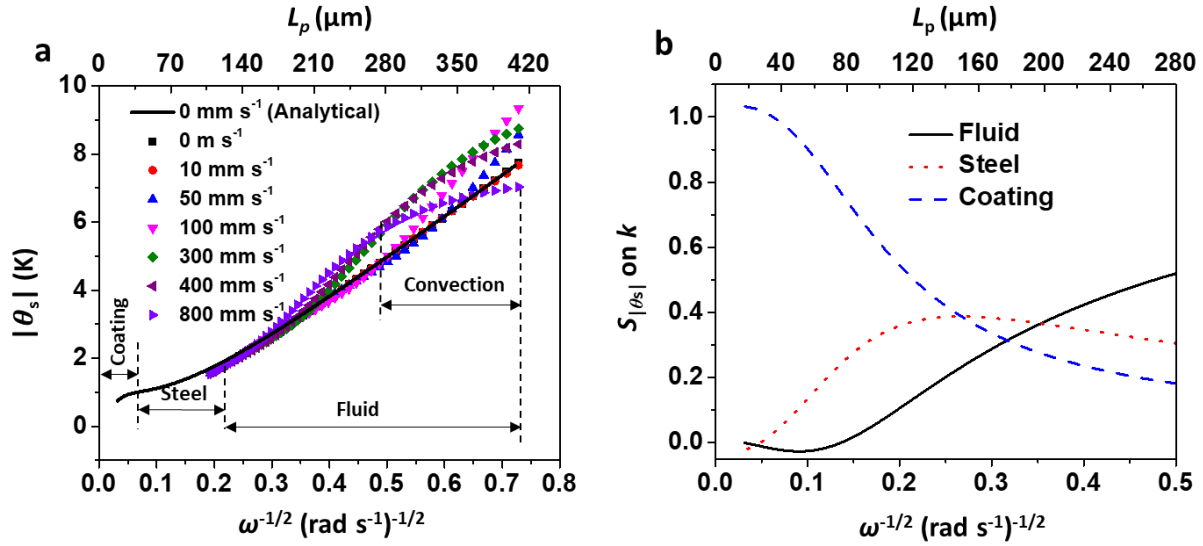 a
L_p (µm)
0 70 140 210 280 350 420
|θ_s| (K)
10
8
6
4
2
0
0 mm s⁻¹ (Analytical)
0 m s⁻¹
10 mm s⁻¹
50 mm s⁻¹
100 mm s⁻¹
300 mm s⁻¹
400 mm s⁻¹
800 mm s⁻¹
Coating
Steel
Fluid
Convection
0.0 0.1 0.2 0.3 0.4 0.5 0.6 0.7 0.8
ω⁻¹/² (rad s⁻¹)⁻¹/²
b
L_p (µm)
0 40 80 120 160 200 240 280
S_|θs| on k
1.0
0.8
0.6
0.4
0.2
0.0
Fluid
Steel
Coating
0.0 0.1 0.2 0.3 0.4 0.5
ω⁻¹/² (rad s⁻¹)⁻¹/²